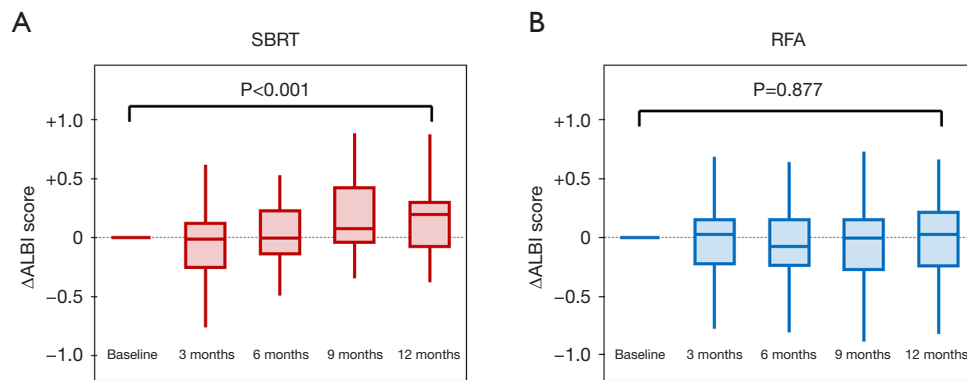 A
SBRT
P<0.001
ΔALBI score
+1.0
+0.5
0
−0.5
−1.0
Baseline 3 months 6 months 9 months 12 months
B
RFA
P=0.877
ΔALBI score
+1.0
+0.5
0
−0.5
−1.0
Baseline 3 months 6 months 9 months 12 months